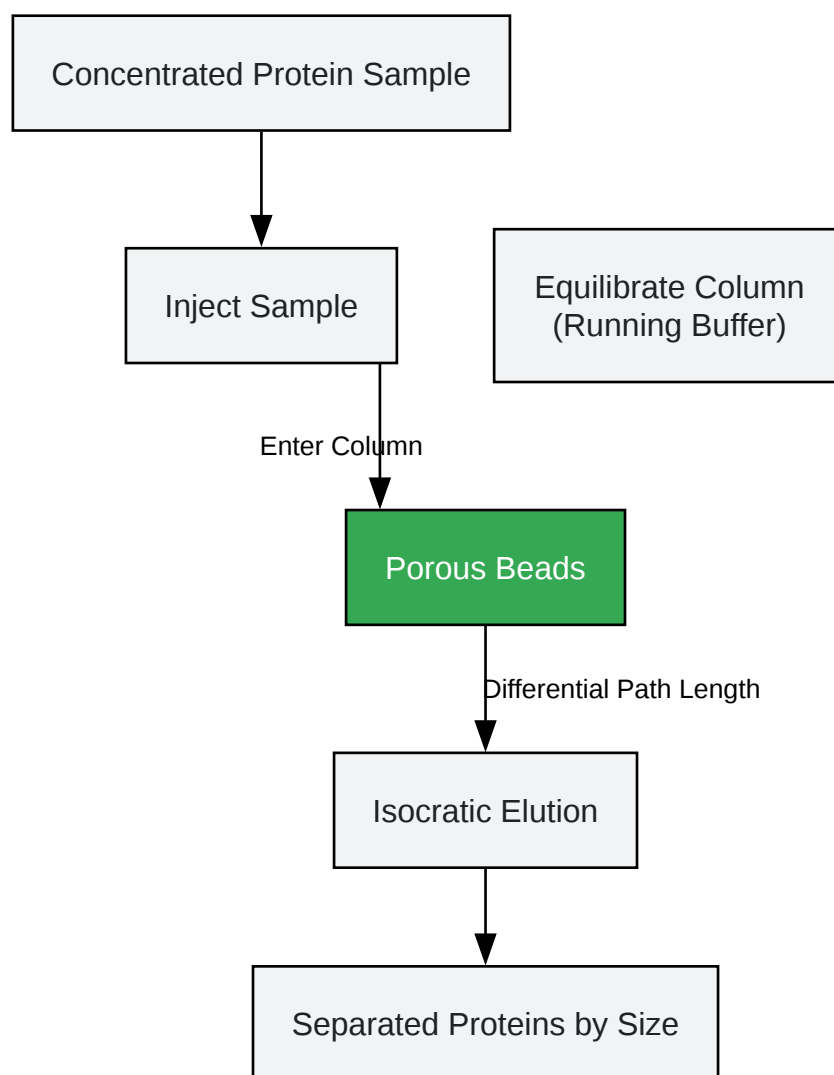 Concentrated Protein Sample
Inject Sample
Equilibrate Column
(Running Buffer)
Enter Column
Porous Beads
Differential Path Length
Isocratic Elution
Separated Proteins by Size